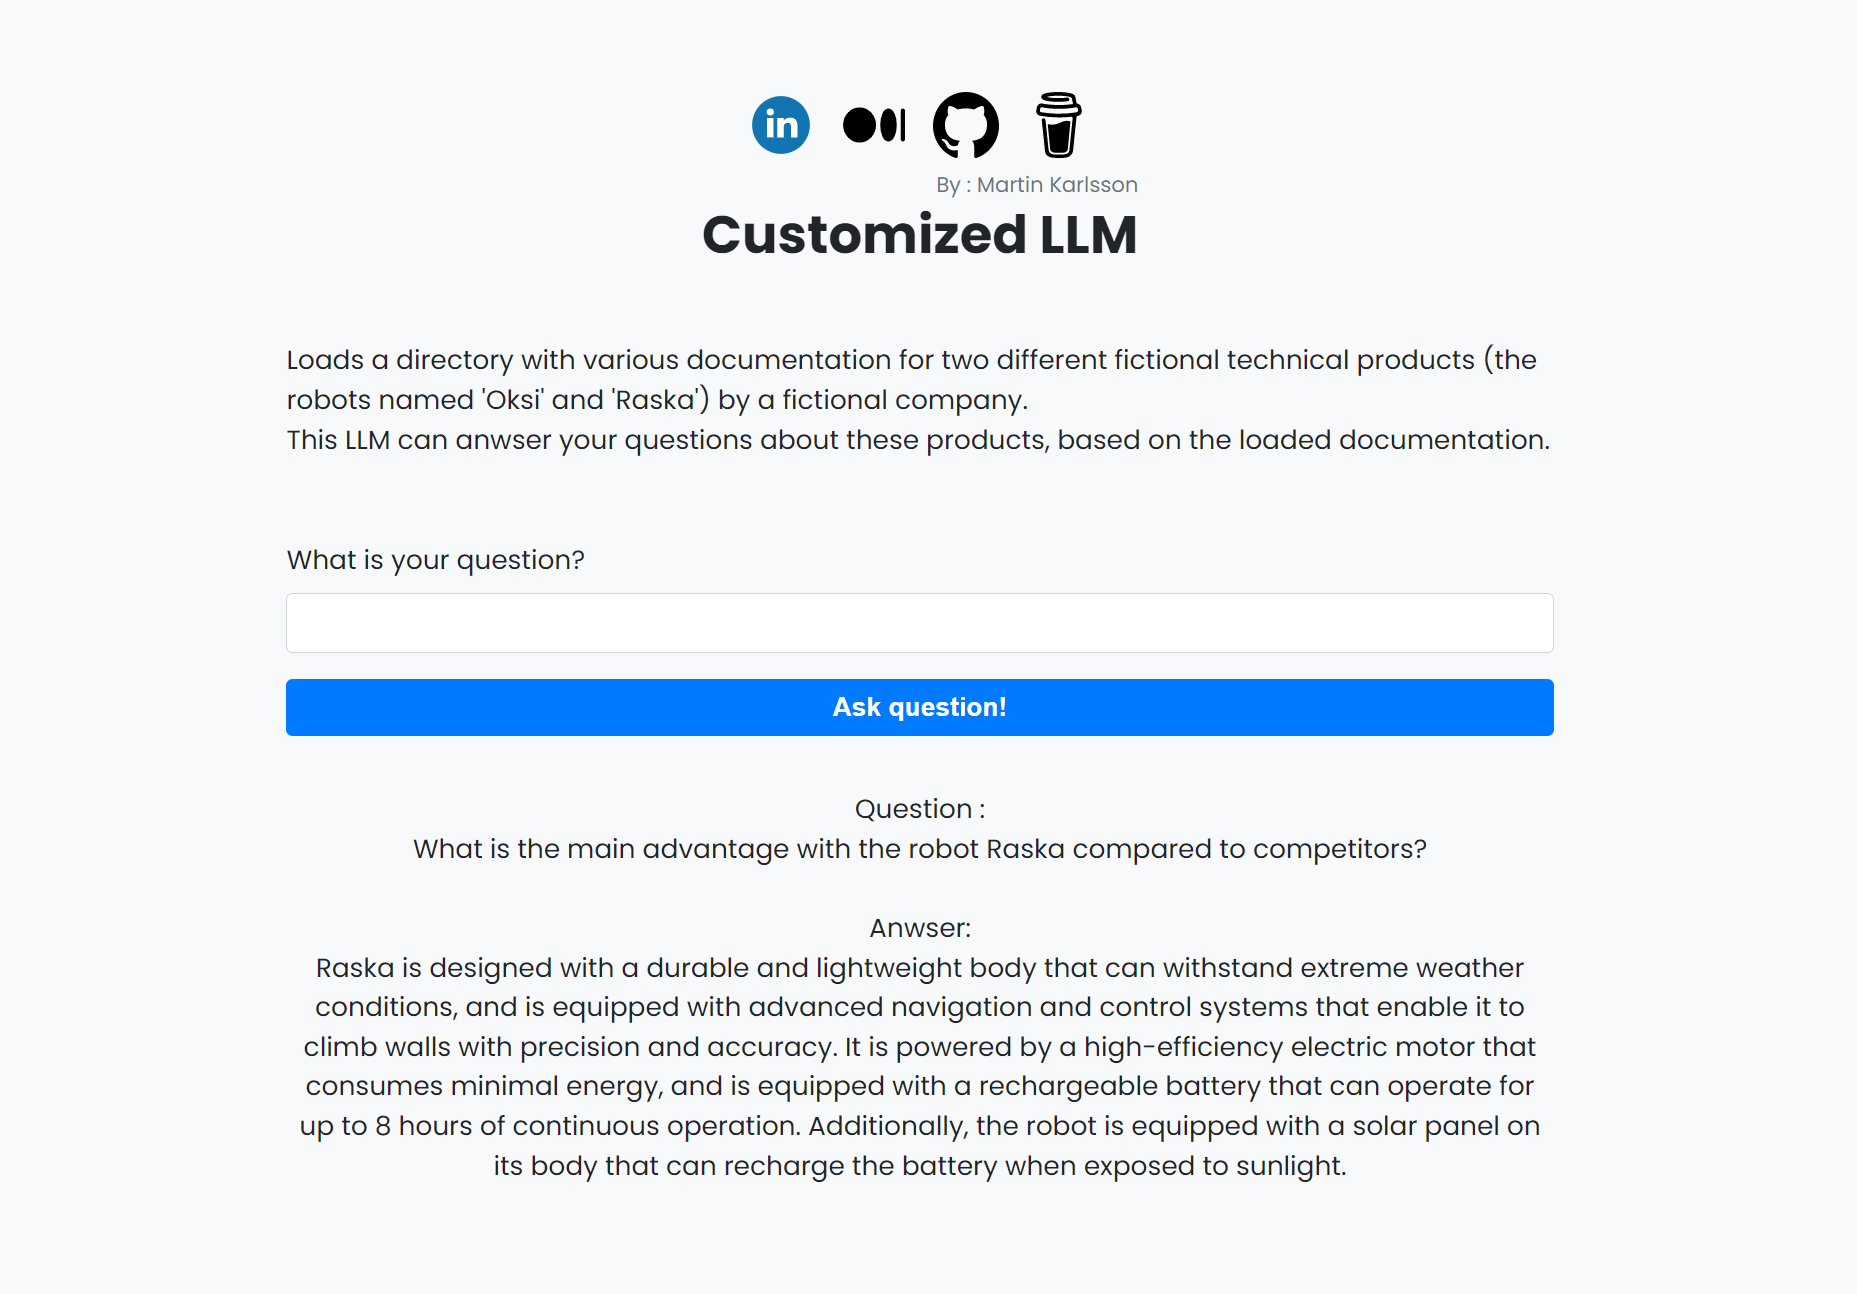 in
By : Martin Karlsson
Customized LLM
Loads a directory with various documentation for two different fictional technical products (the
robots named 'Oksi' and 'Raska') by a fictional company.
This LLM can anwser your questions about these products, based on the loaded documentation.
What is your question?
Ask question!
Question :
What is the main advantage with the robot Raska compared to competitors?
Anwser:
Raska is designed with a durable and lightweight body that can withstand extreme weather
conditions, and is equipped with advanced navigation and control systems that enable it to
climb walls with precision and accuracy. It is powered by a high-efficiency electric motor that
consumes minimal energy, and is equipped with a rechargeable battery that can operate for
up to 8 hours of continuous operation. Additionally, the robot is equipped with a solar panel on
its body that can recharge the battery when exposed to sunlight.